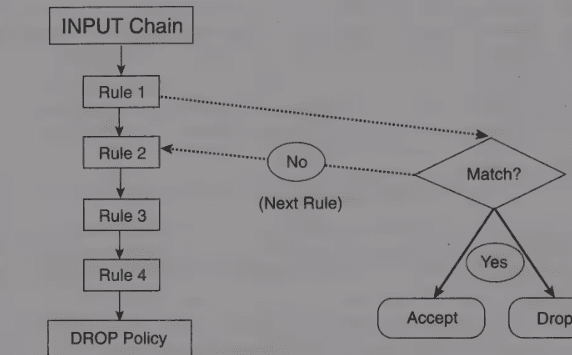 INPUT Chain
Rule 1
Rule 2
No
Match?
(Next Rule)
Rule 3
Yes
Rule 4
Accept
Drop
DROP Policy